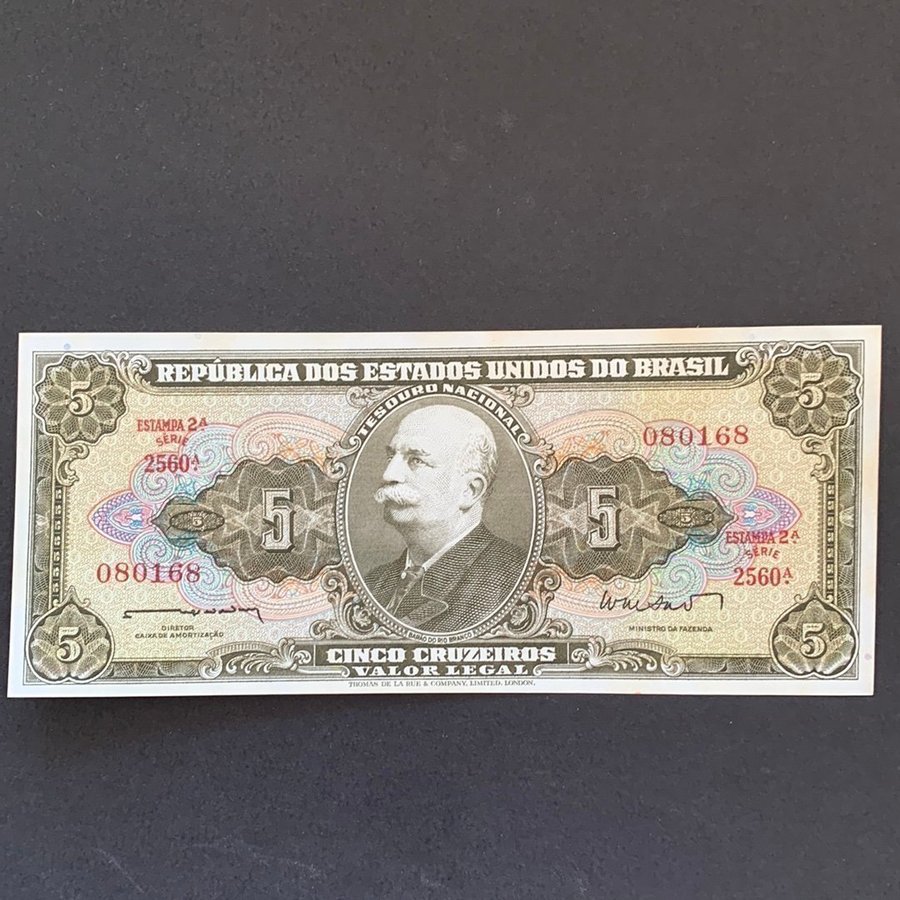 REPÚBLICA DOS ESTADOS UNIDOS DO BRASIL
TESOURO NACIONAL
5
5
ESTAMPA 2ª
SÉRIE
2560ª
080168
5
5
5
5
ESTAMPA 2ª
SÉRIE
2560ª
080168
DIRETOR
CAIXA DE AMORTIZAÇÃO
MINISTRO DA FAZENDA
BARÃO DO RIO BRANCO
5
5
CINCO CRUZEIROS
VALOR LEGAL
THOMAS DE LA RUE & COMPANY, LIMITED, LONDON.